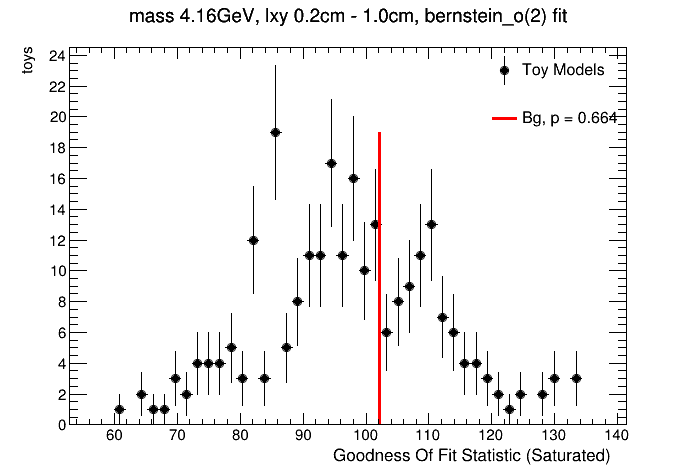 mass 4.16GeV, lxy 0.2cm - 1.0cm, bernstein_o(2) fit
toys
24
22
20
18
16
14
12
10
8
6
4
2
0
Toy Models
Bg, p = 0.664
60 70 80 90 100 110 120 130 140
Goodness Of Fit Statistic (Saturated)